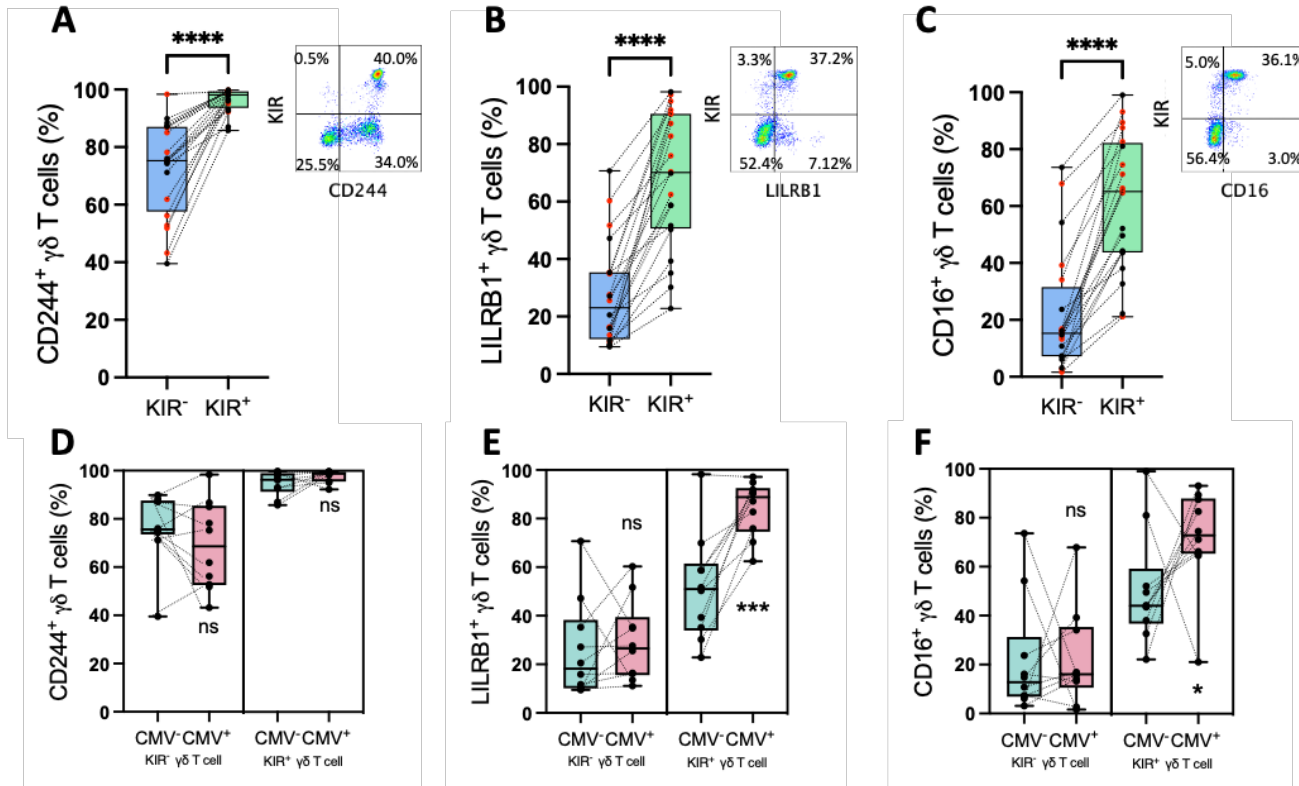 A
****
CD244⁺ γδ T cells (%)
100
80
60
40
20
0
KIR⁻ KIR⁺
0.5% 40.0%
KIR
25.5% 34.0%
CD244
B
****
LILRB1⁺ γδ T cells (%)
100
80
60
40
20
0
KIR⁻ KIR⁺
3.3% 37.2%
KIR
52.4% 7.12%
LILRB1
C
****
CD16⁺ γδ T cells (%)
100
80
60
40
20
0
KIR⁻ KIR⁺
5.0% 36.1%
KIR
56.4% 3.0%
CD16
D
CD244⁺ γδ T cells (%)
100
80
60
40
20
0
ns
ns
CMV⁻CMV⁺ CMV⁻CMV⁺
KIR⁻ γδ T cell KIR⁺ γδ T cell
E
LILRB1⁺ γδ T cells (%)
100
80
60
40
20
0
ns
***
CMV⁻CMV⁺ CMV⁻CMV⁺
KIR⁻ γδ T cell KIR⁺ γδ T cell
F
CD16⁺ γδ T cells (%)
100
80
60
40
20
0
ns
*
CMV⁻CMV⁺ CMV⁻CMV⁺
KIR⁻ γδ T cell KIR⁺ γδ T cell